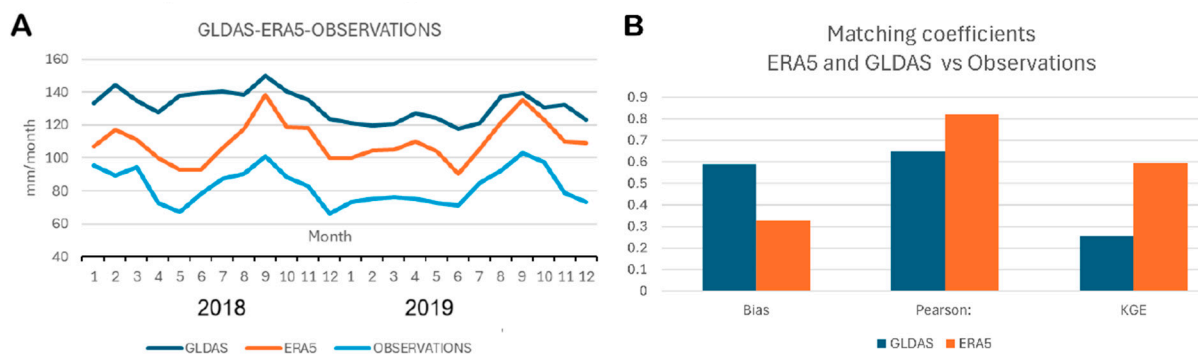 A
GLDAS-ERA5-OBSERVATIONS
160
140
120
100
80
60
40
mm/month
Month
1 2 3 4 5 6 7 8 9 10 11 12 1 2 3 4 5 6 7 8 9 10 11 12
2018 2019
GLDAS ERA5 OBSERVATIONS
B
Matching coefficients
ERA5 and GLDAS vs Observations
0.9
0.8
0.7
0.6
0.5
0.4
0.3
0.2
0.1
0
Bias Pearson: KGE
GLDAS ERA5